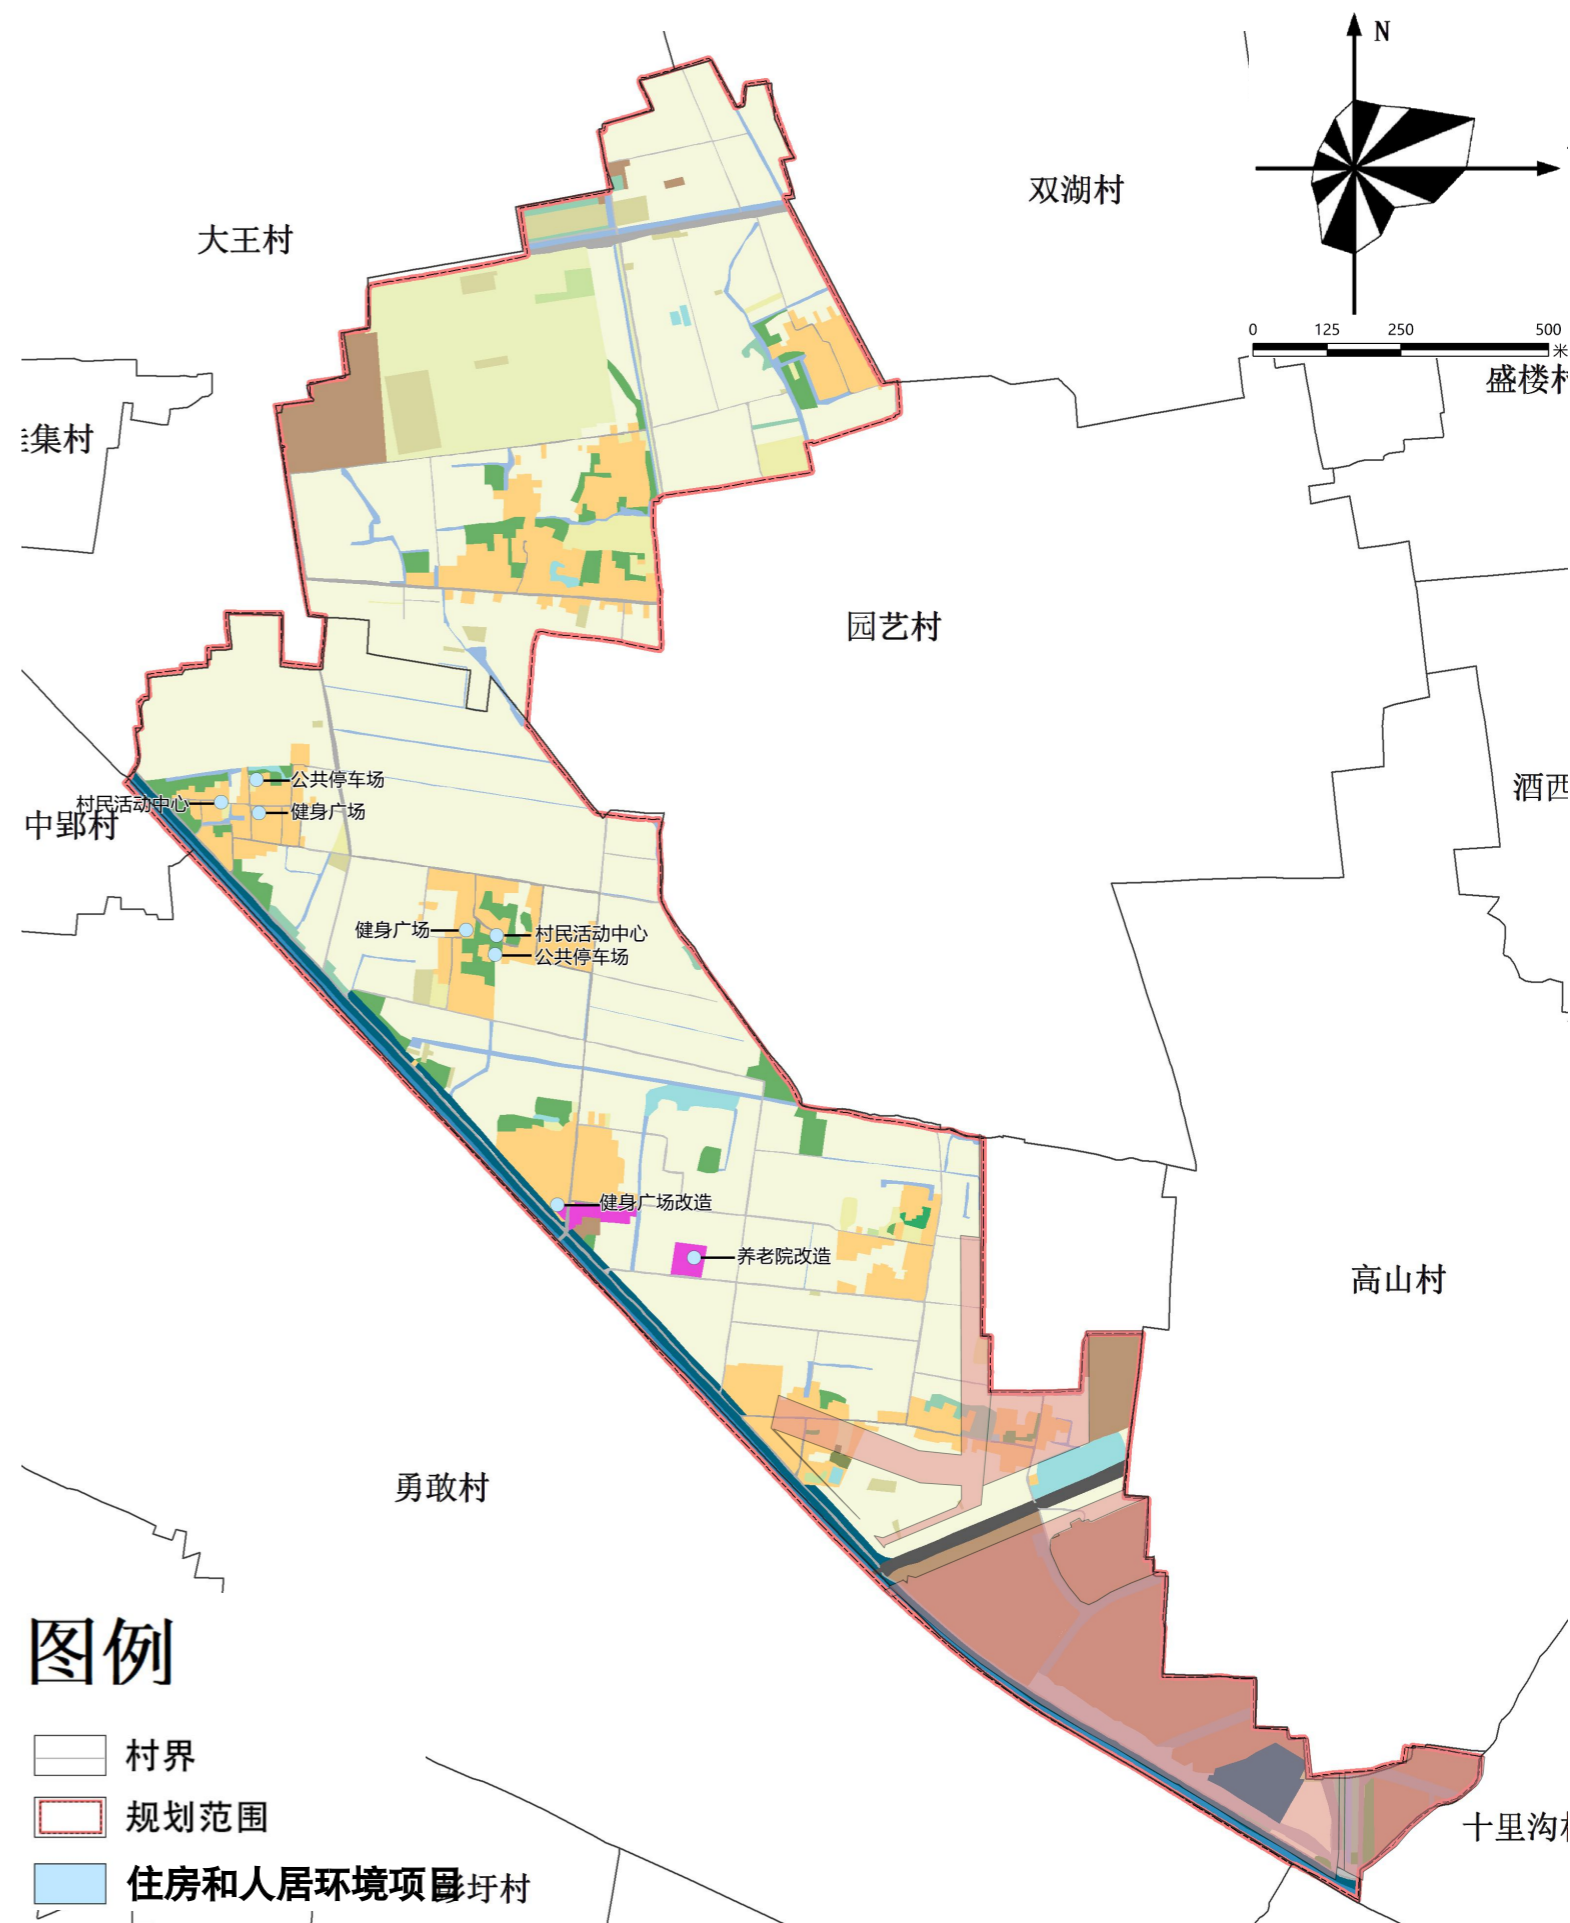 N
双湖村
大王村
0 125 250 500
米
盛楼村
集村
园艺村
公共停车场
村民活动中心
健身广场
中郢村
酒西
健身广场
村民活动中心
公共停车场
健身广场改造
养老院改造
高山村
勇敢村
图例
村界
规划范围
十里沟村
住房和人居环境项目
圩村